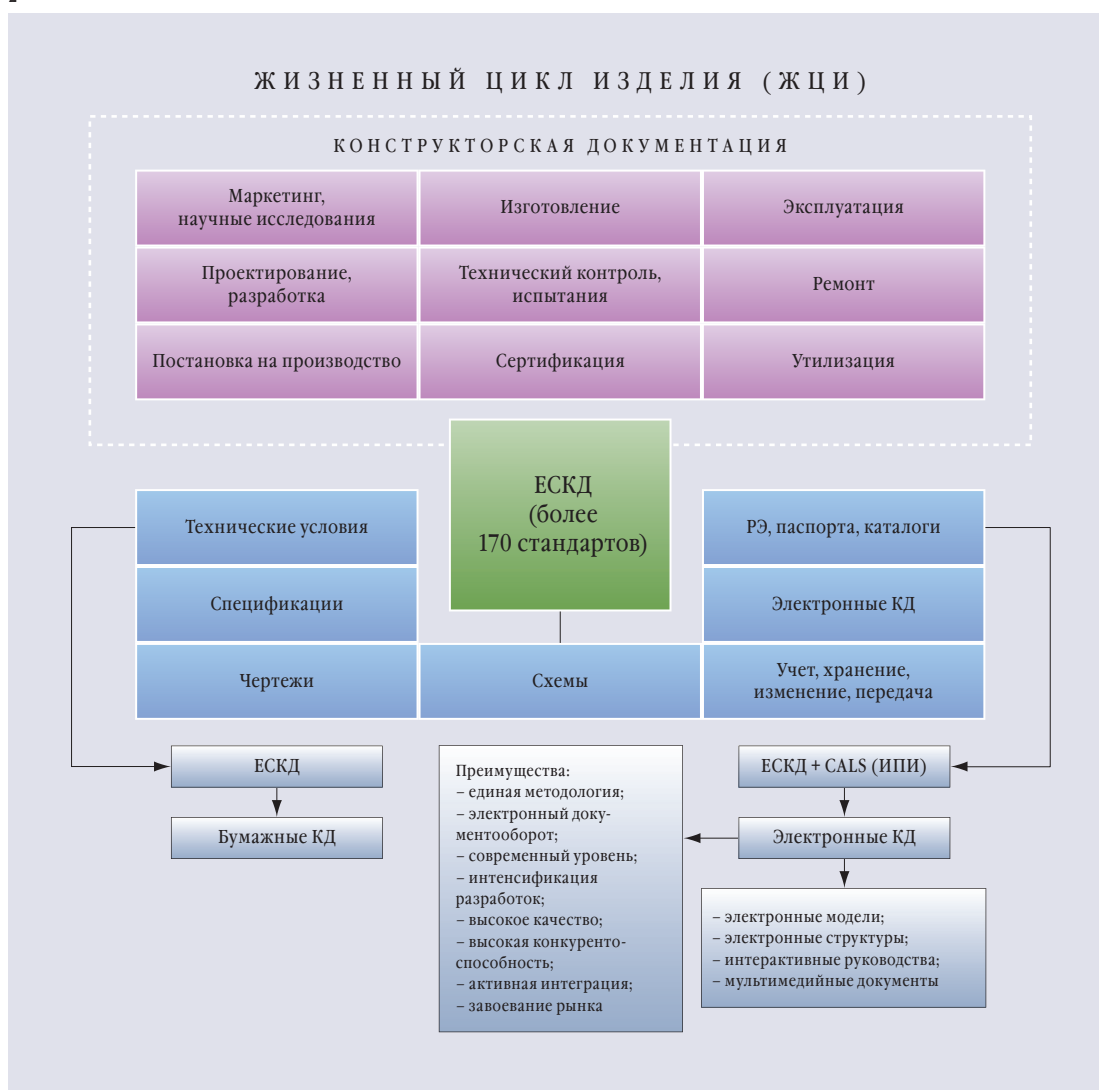 ЖИЗНЕННЫЙ ЦИКЛ ИЗДЕЛИЯ (ЖЦИ)
КОНСТРУКТОРСКАЯ ДОКУМЕНТАЦИЯ
Маркетинг,
научные исследования
Изготовление
Эксплуатация
Проектирование,
разработка
Технический контроль,
испытания
Ремонт
Постановка на производство
Сертификация
Утилизация
ЕСКД
(более
170 стандартов)
Технические условия
РЭ, паспорта, каталоги
Спецификации
Электронные КД
Чертежи
Схемы
Учет, хранение,
изменение, передача
ЕСКД
Бумажные КД
Преимущества:
– единая методология;
– электронный доку-
ментооборот;
– современный уровень;
– интенсификация
разработок;
– высокое качество;
– высокая конкуренто-
способность;
– активная интеграция;
– завоевание рынка
ЕСКД + CALS (ИПИ)
Электронные КД
– электронные модели;
– электронные структуры;
– интерактивные руководства;
– мультимедийные документы